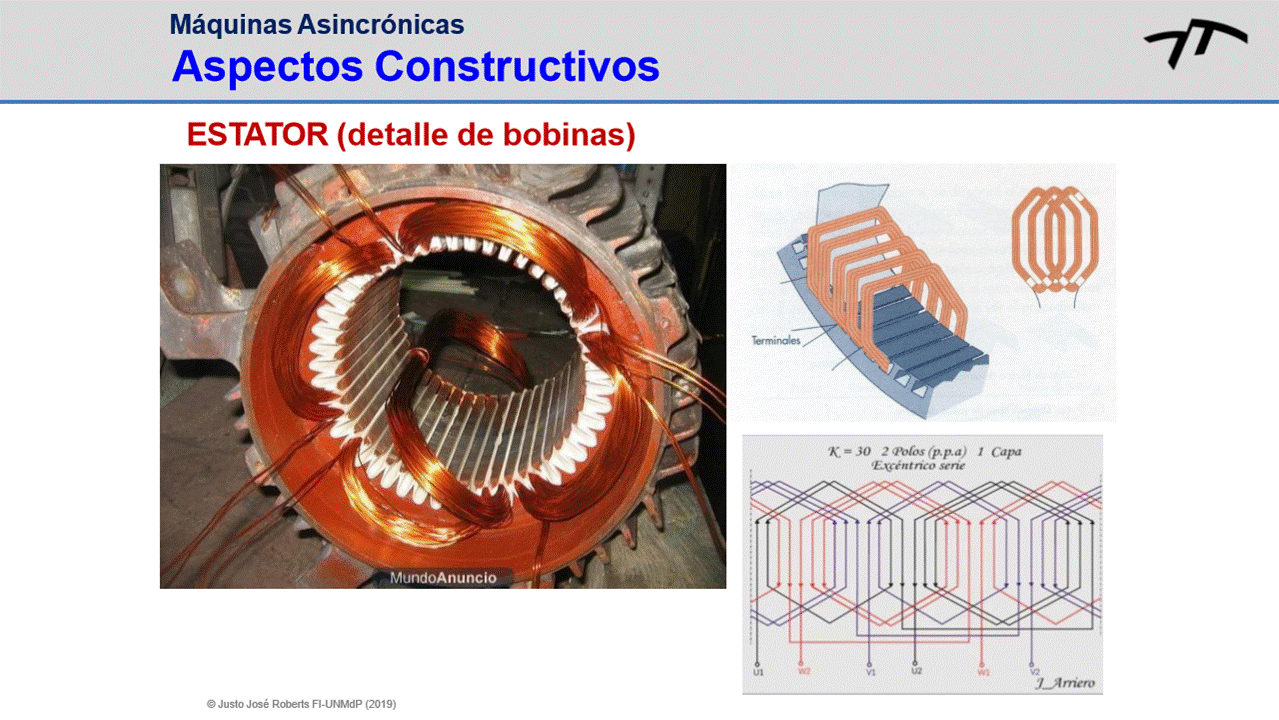 Máquinas Asincrónicas
Aspectos Constructivos
ESTATOR (detalle de bobinas)
MundoAnuncio
Terminales
K = 30 2 Polos (p.p.a) 1 Capa
Excéntrico serie
U1 W2 V1 U2 W1 V2
J_Arriero
© Justo José Roberts FI-UNMdP (2019)